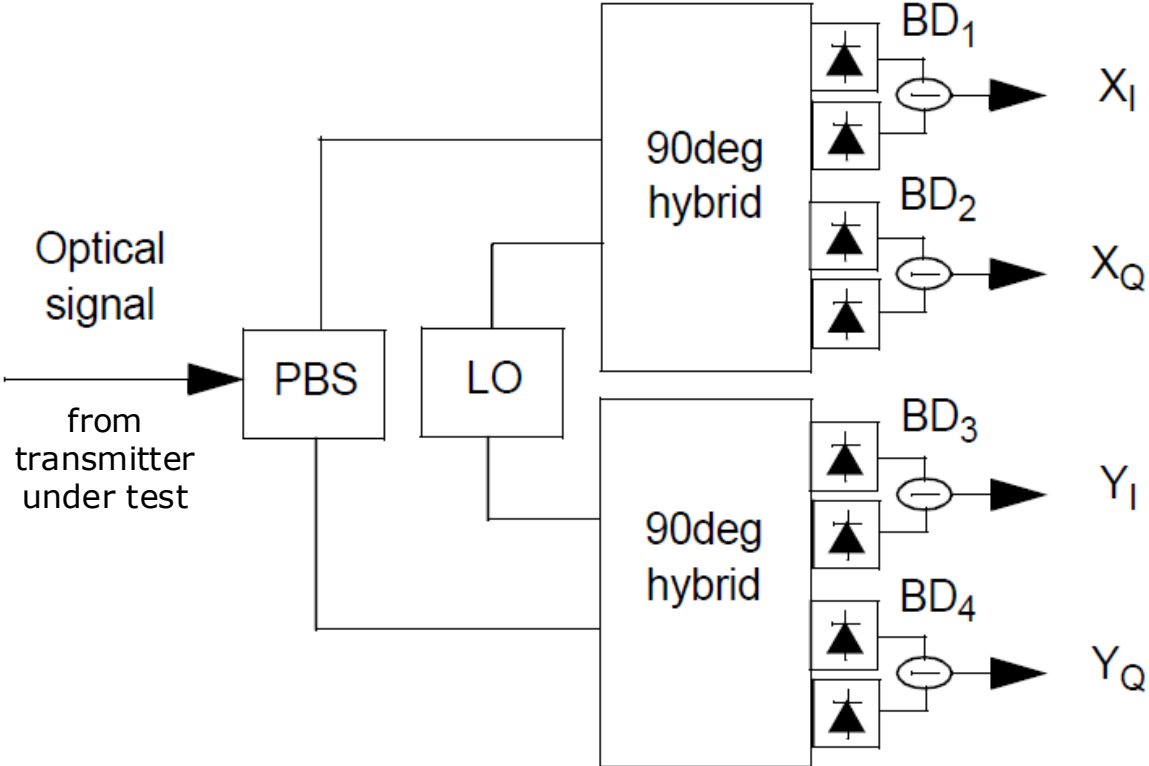 Optical
signal
from
transmitter
under test
PBS
LO
90deg
hybrid
BD₁
X_I
BD₂
X_Q
90deg
hybrid
BD₃
Y_I
BD₄
Y_Q